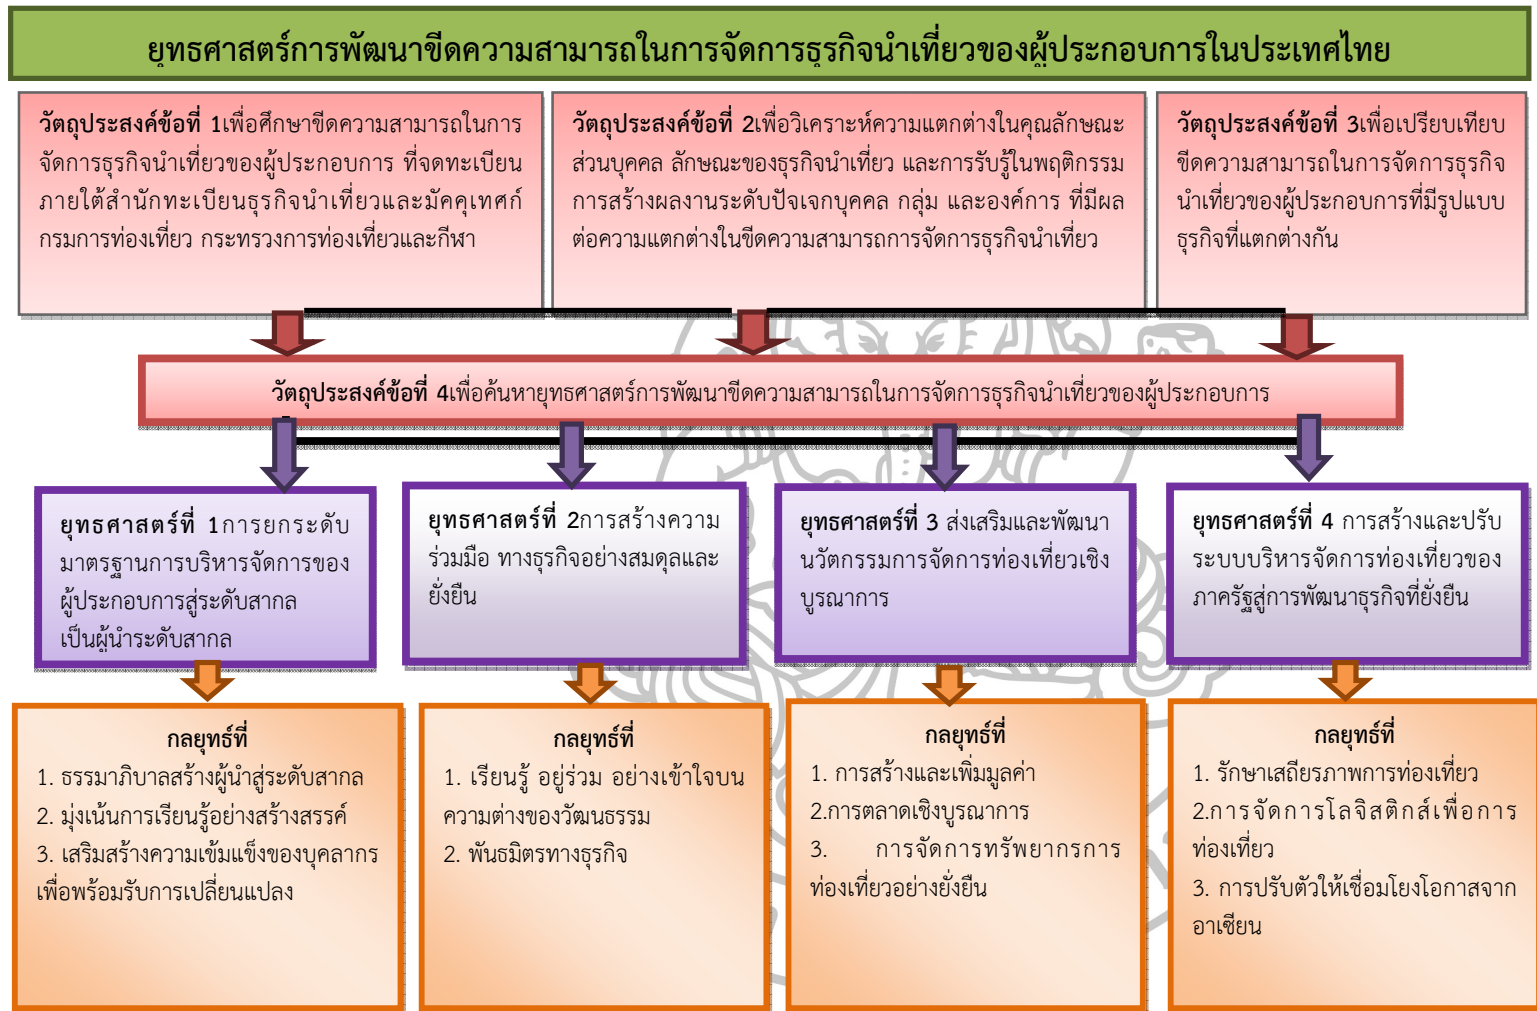 ยุทธศาสตร์การพัฒนาขีดความสามารถในการจัดการธุรกิจนำเที่ยวของผู้ประกอบการในประเทศไทย
วัตถุประสงค์ข้อที่ 1เพื่อศึกษาขีดความสามารถในการ
จัดการธุรกิจนำเที่ยวของผู้ประกอบการ ที่จดทะเบียน
ภายใต้สำนักทะเบียนธุรกิจนำเที่ยวและมัคคุเทศก์
กรมการท่องเที่ยว กระทรวงการท่องเที่ยวและกีฬา
วัตถุประสงค์ข้อที่ 2เพื่อวิเคราะห์ความแตกต่างในคุณลักษณะ
ส่วนบุคคล ลักษณะของธุรกิจนำเที่ยว และการรับรู้ในพฤติกรรม
การสร้างผลงานระดับปัจเจกบุคคล กลุ่ม และองค์การ ที่มีผล
ต่อความแตกต่างในขีดความสามารถการจัดการธุรกิจนำเที่ยว
วัตถุประสงค์ข้อที่ 3เพื่อเปรียบเทียบ
ขีดความสามารถในการจัดการธุรกิจ
นำเที่ยวของผู้ประกอบการที่มีรูปแบบ
ธุรกิจที่แตกต่างกัน
วัตถุประสงค์ข้อที่ 4เพื่อค้นหายุทธศาสตร์การพัฒนาขีดความสามารถในการจัดการธุรกิจนำเที่ยวของผู้ประกอบการ
ยุทธศาสตร์ที่ 1การยกระดับ
มาตรฐานการบริหารจัดการของ
ผู้ประกอบการสู่ระดับสากล
เป็นผู้นำระดับสากล
ยุทธศาสตร์ที่ 2การสร้างความ
ร่วมมือ ทางธุรกิจอย่างสมดุลและ
ยั่งยืน
ยุทธศาสตร์ที่ 3 ส่งเสริมและพัฒนา
นวัตกรรมการจัดการท่องเที่ยวเชิง
บูรณาการ
ยุทธศาสตร์ที่ 4 การสร้างและปรับ
ระบบบริหารจัดการท่องเที่ยวของ
ภาครัฐสู่การพัฒนาธุรกิจที่ยั่งยืน
กลยุทธ์ที่
1. ธรรมาภิบาลสร้างผู้นำสู่ระดับสากล
2. มุ่งเน้นการเรียนรู้อย่างสร้างสรรค์
3. เสริมสร้างความเข้มแข็งของบุคลากร
เพื่อพร้อมรับการเปลี่ยนแปลง
กลยุทธ์ที่
1. เรียนรู้ อยู่ร่วม อย่างเข้าใจบน
ความต่างของวัฒนธรรม
2. พันธมิตรทางธุรกิจ
กลยุทธ์ที่
1. การสร้างและเพิ่มมูลค่า
2.การตลาดเชิงบูรณาการ
3. การจัดการทรัพยากรการ
ท่องเที่ยวอย่างยั่งยืน
กลยุทธ์ที่
1. รักษาเสถียรภาพการท่องเที่ยว
2.การจัดการโลจิสติกส์เพื่อการ
ท่องเที่ยว
3. การปรับตัวให้เชื่อมโยงโอกาสจาก
อาเซียน